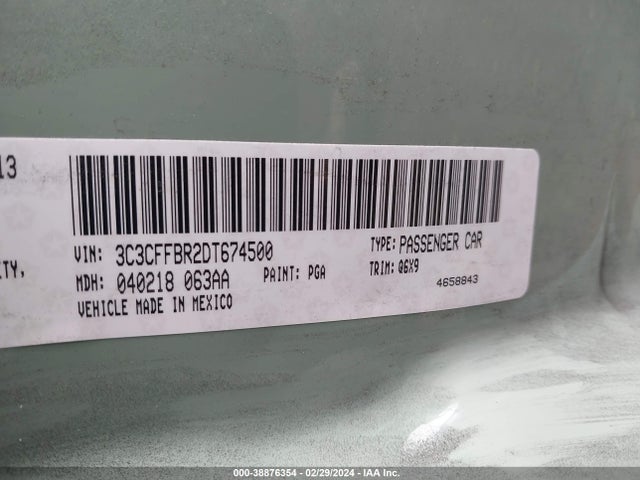 13
ITY,
VIN: 3C3CFFBR2DT674500
TYPE: PASSENGER CAR
MDH: 040218 063AA
PAINT: PGA
TRIM: Q6X9
VEHICLE MADE IN MEXICO
4658843
000-38876354 - 02/29/2024 - IAA Inc.